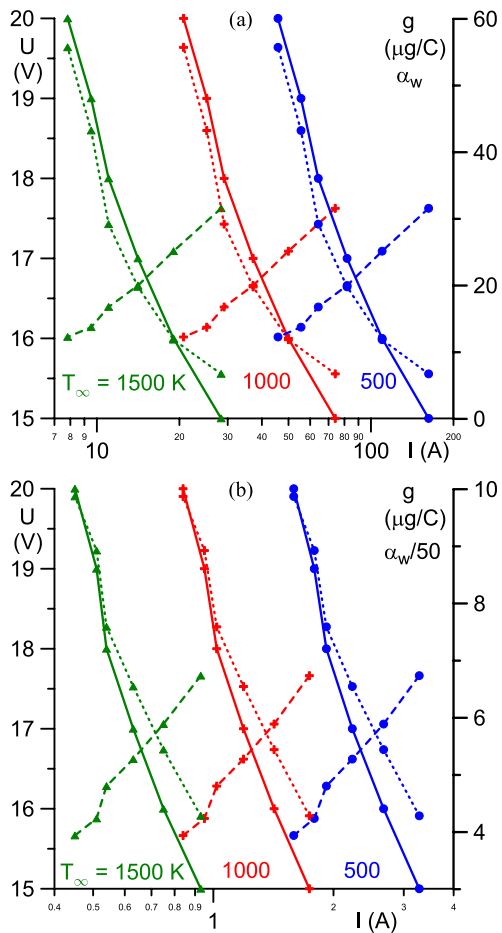 20 (a) g 60
U (μg/C)
(V) α_w
19
18 40
17 20
16
T∞ = 1500 K 1000 500
15 0
7 8 9 10 20 30 40 50 60 70 80 90 100 I (A) 200
20 (b) g 10
U (μg/C)
(V) α_w/50
19
8
18
17 6
16
4
T∞ = 1500 K 1000 500
15
0.4 0.5 0.6 0.7 0.8 0.9 1 2 I (A) 3 4